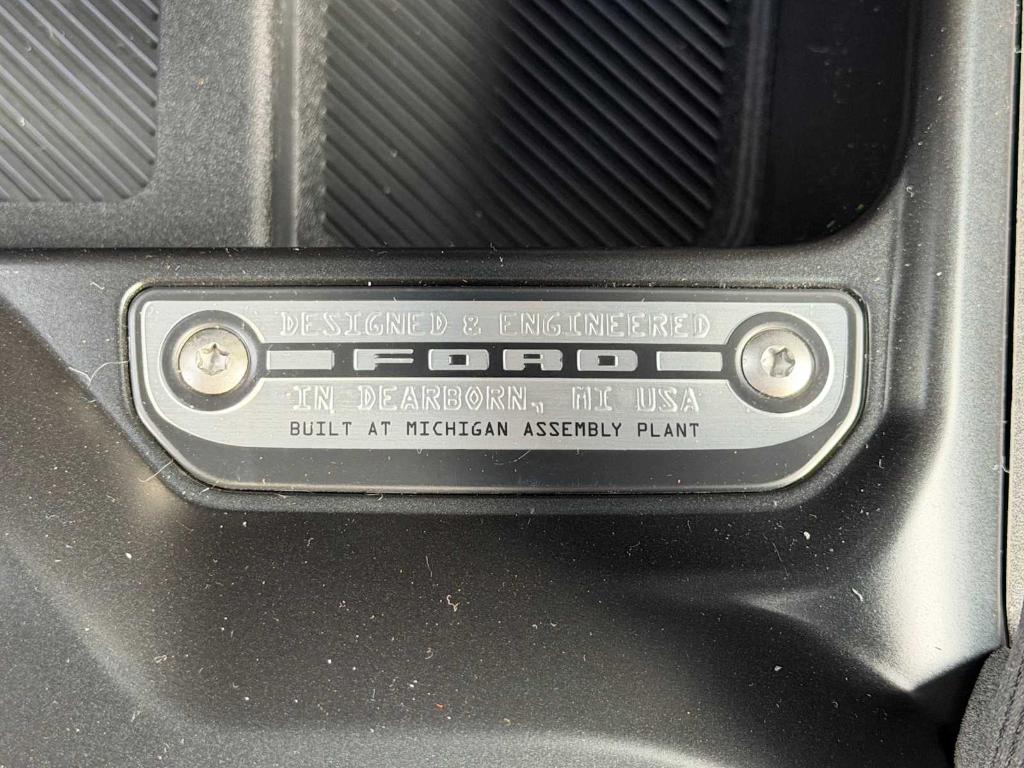 DESIGNED & ENGINEERED
FORD
IN DEARBORN, MI USA
BUILT AT MICHIGAN ASSEMBLY PLANT